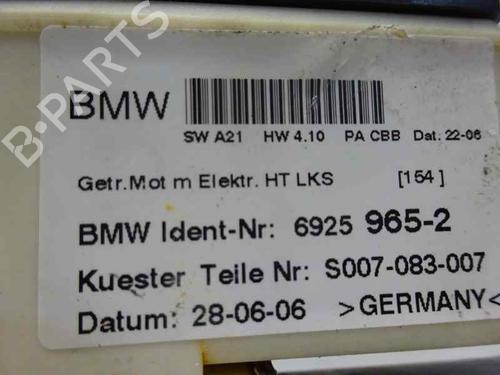 B-PARTS
BMW
SW A21 HW 4.10 PA CBB Dat: 22-06
Getr.Mot m Elektr. HT LKS [154]
BMW Ident-Nr: 6925 965-2
Kuester Teile Nr: S007-083-007
Datum: 28-06-06 >GERMANY<